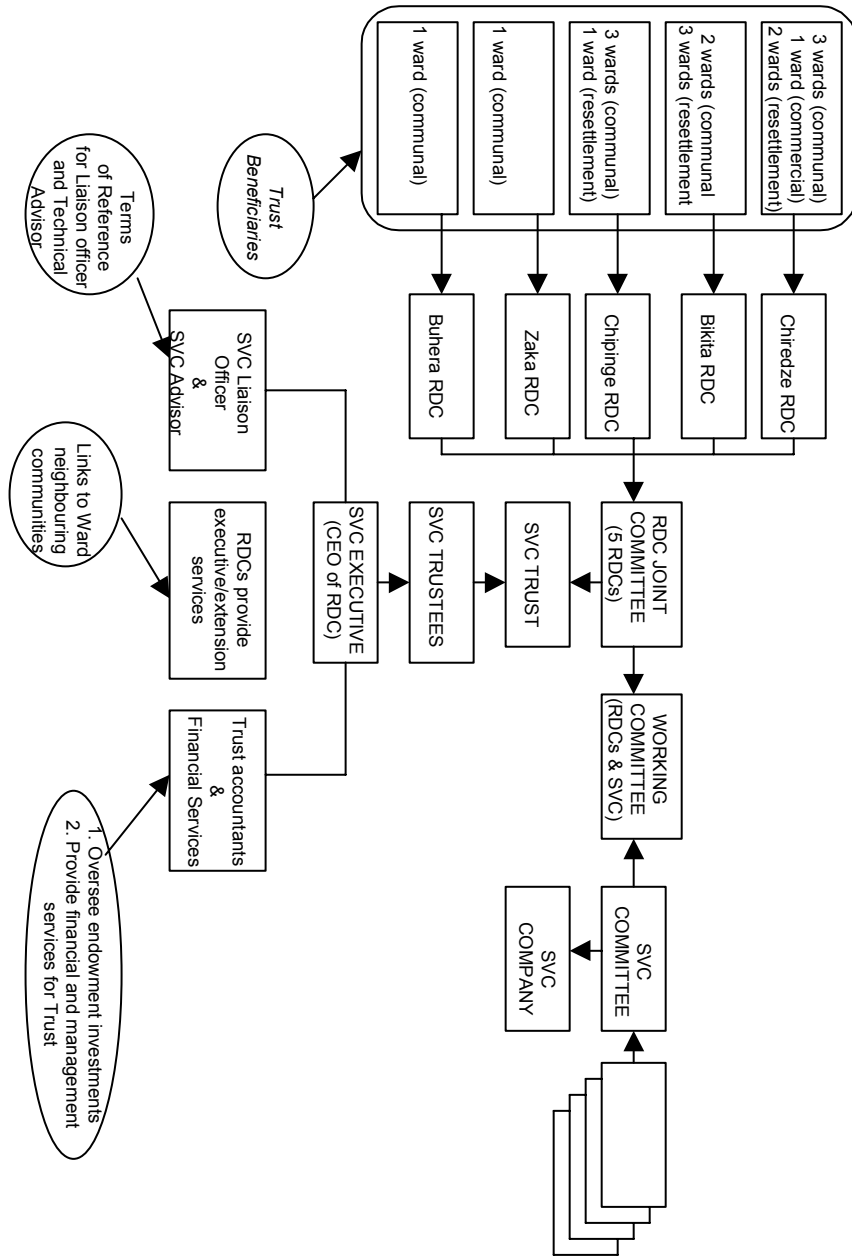 3 wards (communal)
1 ward (commercial)
2 wards (resettlement)
2 wards (communal
3 wards (resettlement
3 wards (communal)
1 ward (resettlement)
1 ward (communal)
1 ward (communal)
Trust
Beneficiaries
Chiredze RDC
Bikita RDC
Chipinge RDC
Zaka RDC
Buhera RDC
RDC JOINT
COMMITTEE
(5 RDCs)
WORKING
COMMITTEE
(RDCs & SVC)
SVC
COMMITTEE
SVC
COMPANY
SVC TRUST
SVC TRUSTEES
SVC EXECUTIVE
(CEO of RDC)
SVC Liaison
Officer
&
SVC Advisor
RDCs provide
executive/extension
services
Trust accountants
&
Financial Services
Terms
of Reference
for Liaison officer
and Technical
Advisor
Links to Ward
neighbouring
communities
1. Oversee endowment investments
2. Provide financial and management
services for Trust